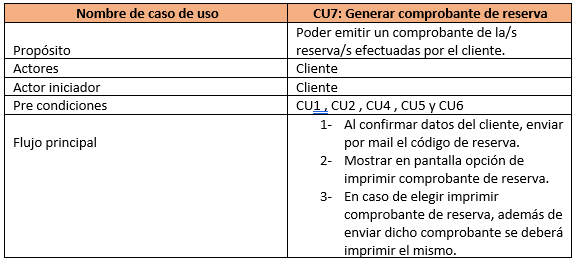 Nombre de caso de uso CU7: Generar comprobante de reserva
Propósito Poder emitir un comprobante de la/s
reserva/s efectuadas por el cliente.
Actores Cliente
Actor iniciador Cliente
Pre condiciones CU1 , CU2 , CU4 , CU5 y CU6
Flujo principal
1- Al confirmar datos del cliente, enviar
por mail el código de reserva.
2- Mostrar en pantalla opción de
imprimir comprobante de reserva.
3- En caso de elegir imprimir
comprobante de reserva, además de
enviar dicho comprobante se deberá
imprimir el mismo.